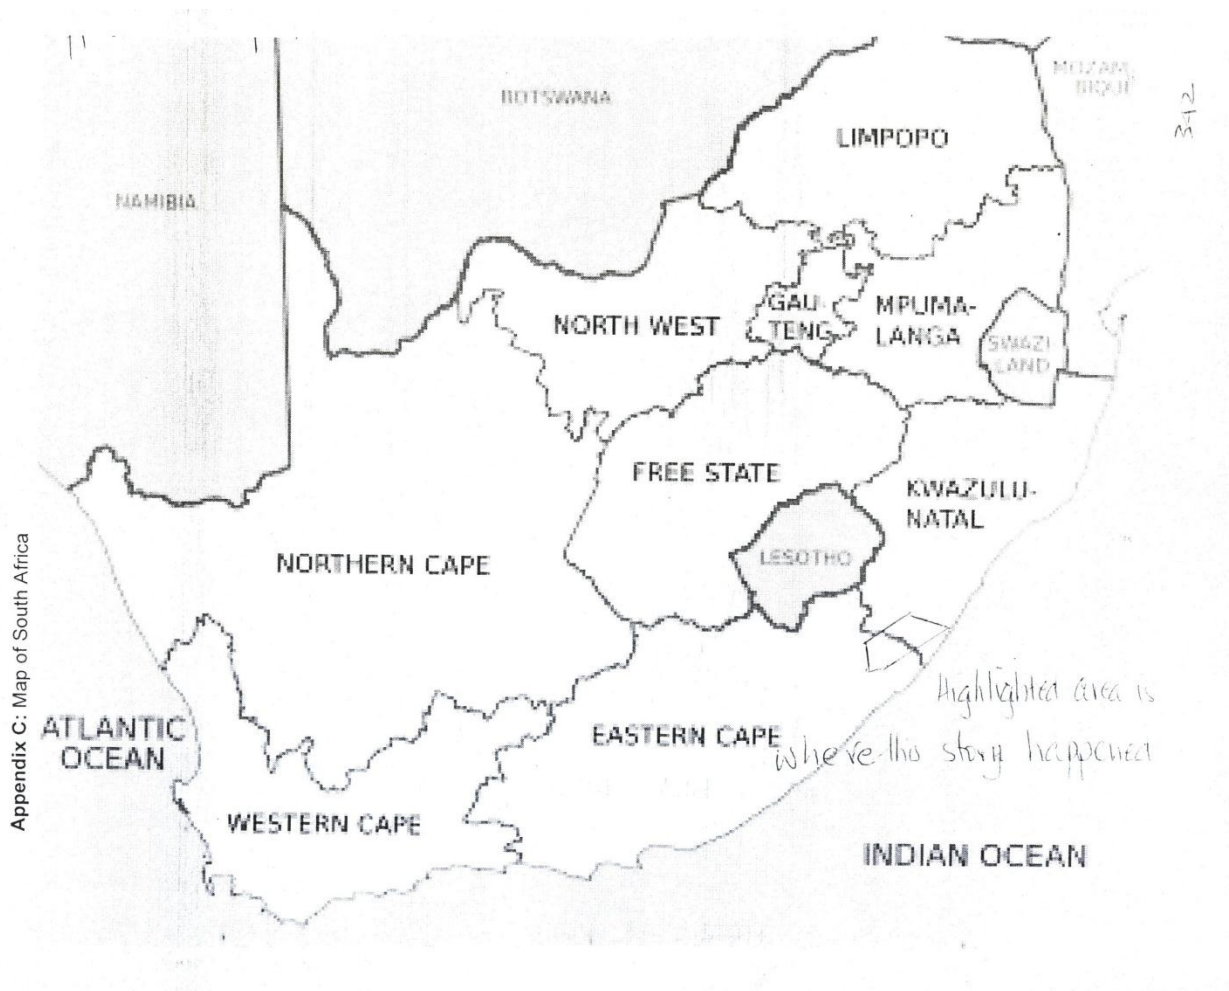 Appendix C: Map of South Africa
342
BOTSWANA
MOZAM-
BIQUE
LIMPOPO
NAMIBIA
NORTH WEST
GAU-
TENG
MPUMA-
LANGA
SWAZI-
LAND
FREE STATE
KWAZULU-
NATAL
LESOTHO
NORTHERN CAPE
ATLANTIC
OCEAN
EASTERN CAPE
WESTERN CAPE
INDIAN OCEAN
Highlighted area is
where this story happened